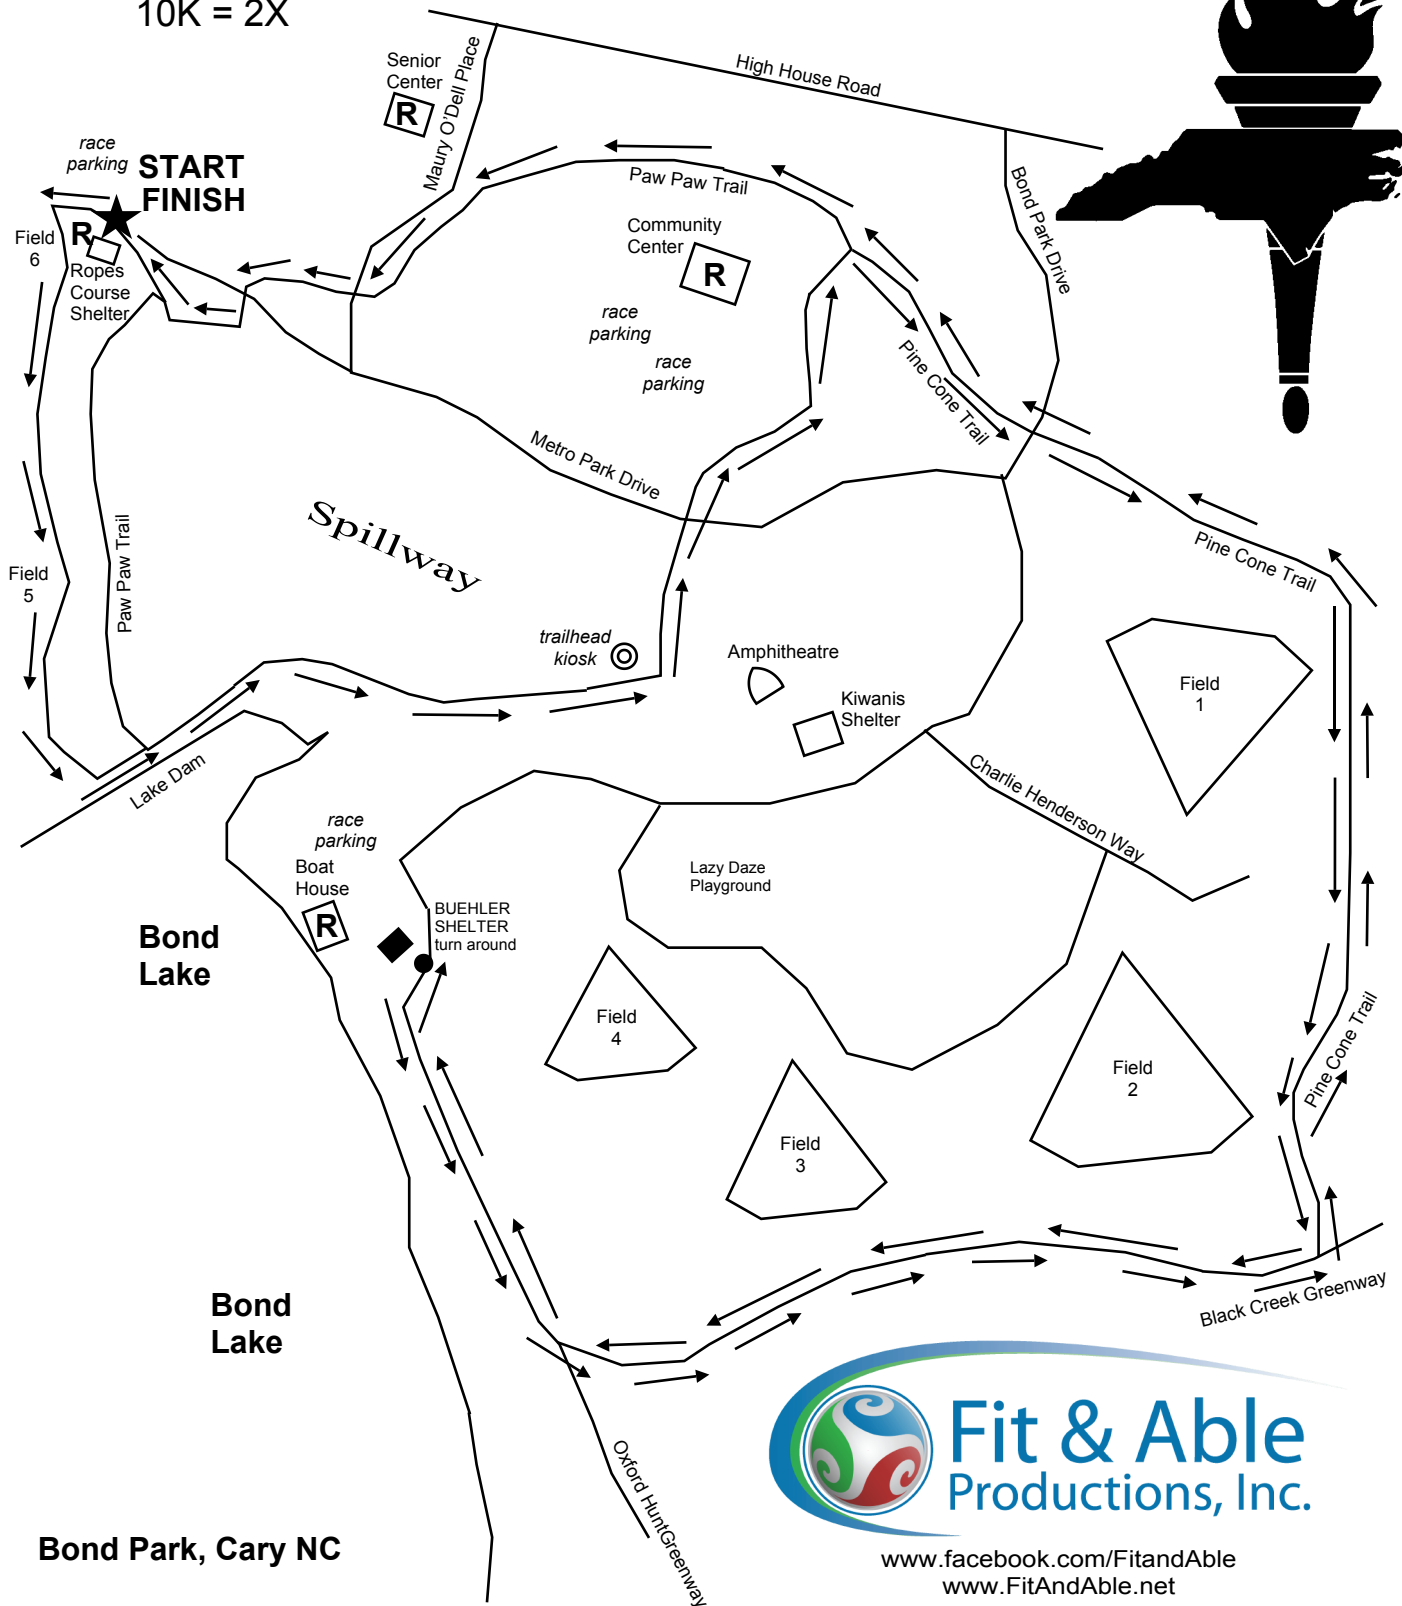 10K = 2X
Senior
Center
R
Maury O'Dell Place
High House Road
race
parking
START
FINISH
R
Ropes
Course
Shelter
Field
6
Paw Paw Trail
Community
Center
R
race
parking
race
parking
Bond Park Drive
Pine Cone Trail
Metro Park Drive
Spillway
Pine Cone Trail
Field
5
Paw Paw Trail
trailhead
kiosk
Amphitheatre
Kiwanis
Shelter
Field
1
Lake Dam
Charlie Henderson Way
race
parking
Boat
House
R
Lazy Daze
Playground
BUEHLER
SHELTER
turn around
Bond
Lake
Field
4
Field
2
Pine Cone Trail
Field
3
Black Creek Greenway
Bond
Lake
Oxford HuntGreenway
Fit & Able
Productions, Inc.
Bond Park, Cary NC
www.facebook.com/FitandAble
www.FitAndAble.net